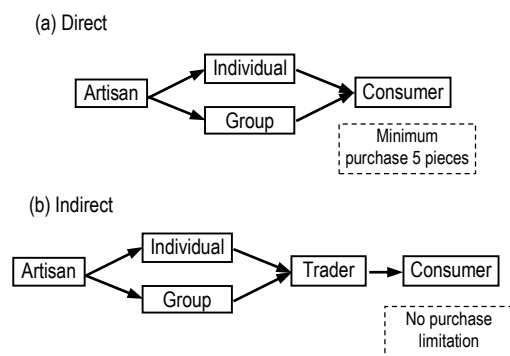 (a) Direct
Individual
Artisan
Consumer
Group
Minimum
purchase 5 pieces
(b) Indirect
Individual
Artisan
Trader
Consumer
Group
No purchase
limitation